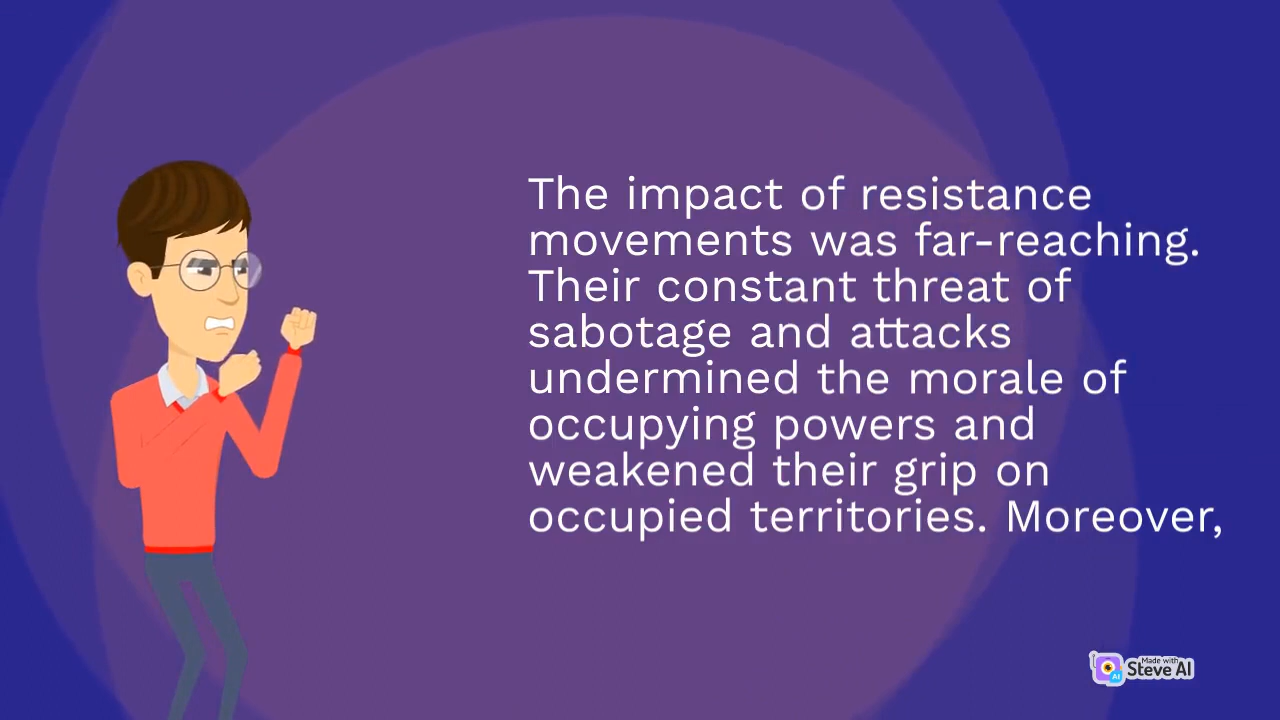 The impact of resistance
movements was far-reaching.
Their constant threat of
sabotage and attacks
undermined the morale of
occupying powers and
weakened their grip on
occupied territories. Moreover,
Made with
Steve AI
AI